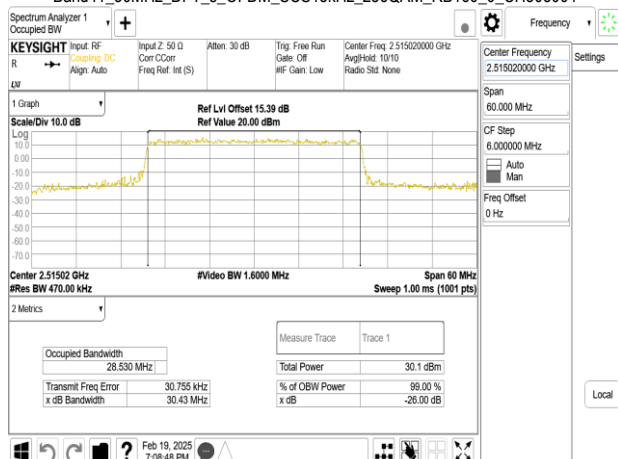 Spectrum Analyzer 1
Occupied BW
+
Frequency
KEYSIGHT
R
Input: RF
Coupling: DC
Align: Auto
Input Z: 50 Ω
Corr CCorr
Freq Ref: Int (S)
Atten: 30 dB
Trig: Free Run
Gate: Off
#IF Gain: Low
Center Freq: 2.515020000 GHz
Avg|Hold: 10/10
Radio Std: None
Center Frequency
2.515020000 GHz
Settings
Span
60.000 MHz
CF Step
6.000000 MHz
Auto
Man
Freq Offset
0 Hz
Local
1 Graph
Scale/Div 10.0 dB
Ref Lvl Offset 15.39 dB
Ref Value 20.00 dBm
Log
10.0
0.00
-10.0
-20.0
-30.0
-40.0
-50.0
-60.0
-70.0
Center 2.51502 GHz
#Video BW 1.6000 MHz
Span 60 MHz
#Res BW 470.00 kHz
Sweep 1.00 ms (1001 pts)
2 Metrics
Measure Trace
Trace 1
Occupied Bandwidth
28.530 MHz
Total Power
30.1 dBm
Transmit Freq Error
30.755 kHz
% of OBW Power
99.00 %
x dB Bandwidth
30.43 MHz
x dB
-26.00 dB
?
Feb 19, 2025
7:08:48 PM